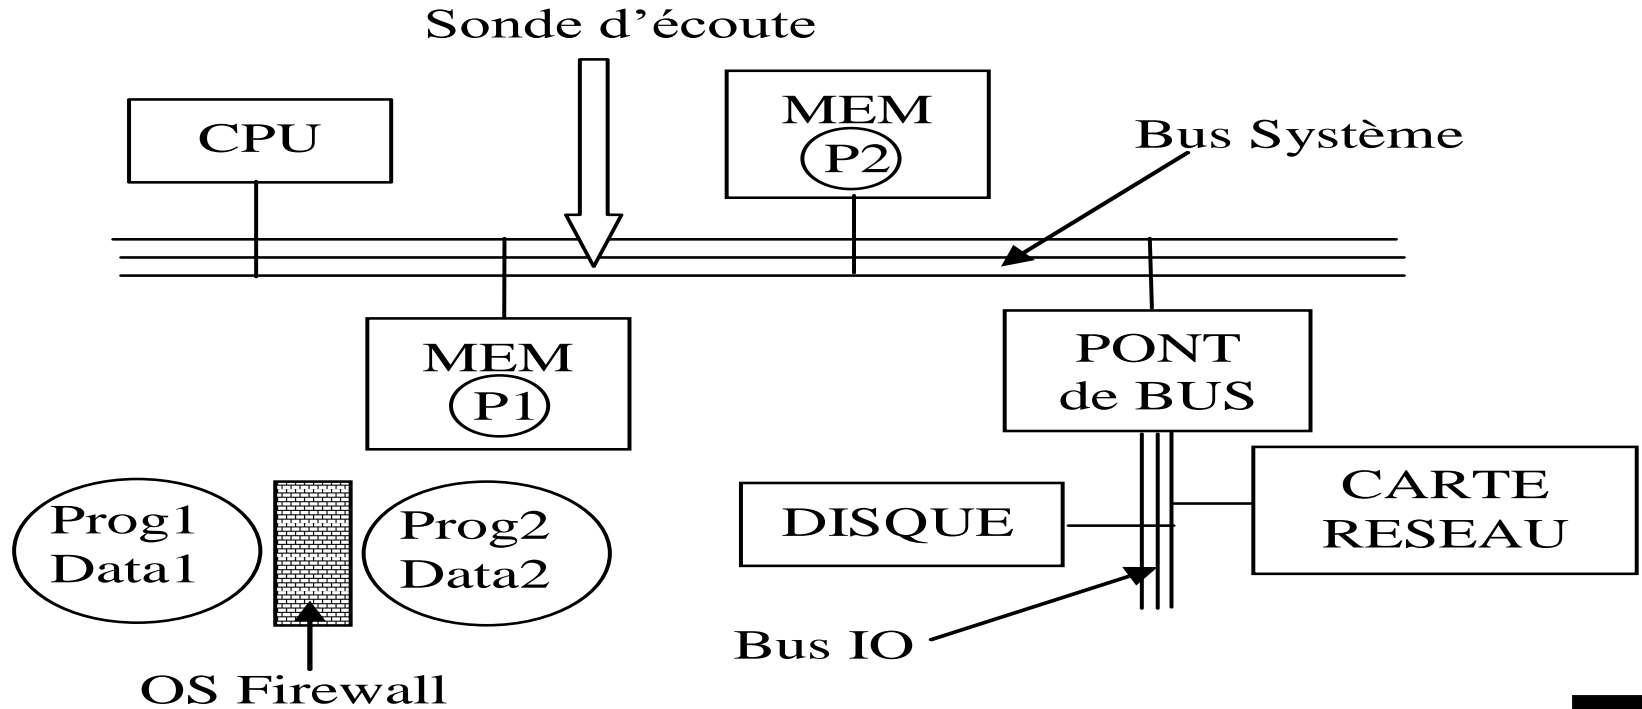 Sonde d'écoute
CPU
MEM
P2
Bus Système
MEM
P1
PONT
de BUS
Prog1
Data1
Prog2
Data2
DISQUE
CARTE
RESEAU
Bus IO
OS Firewall